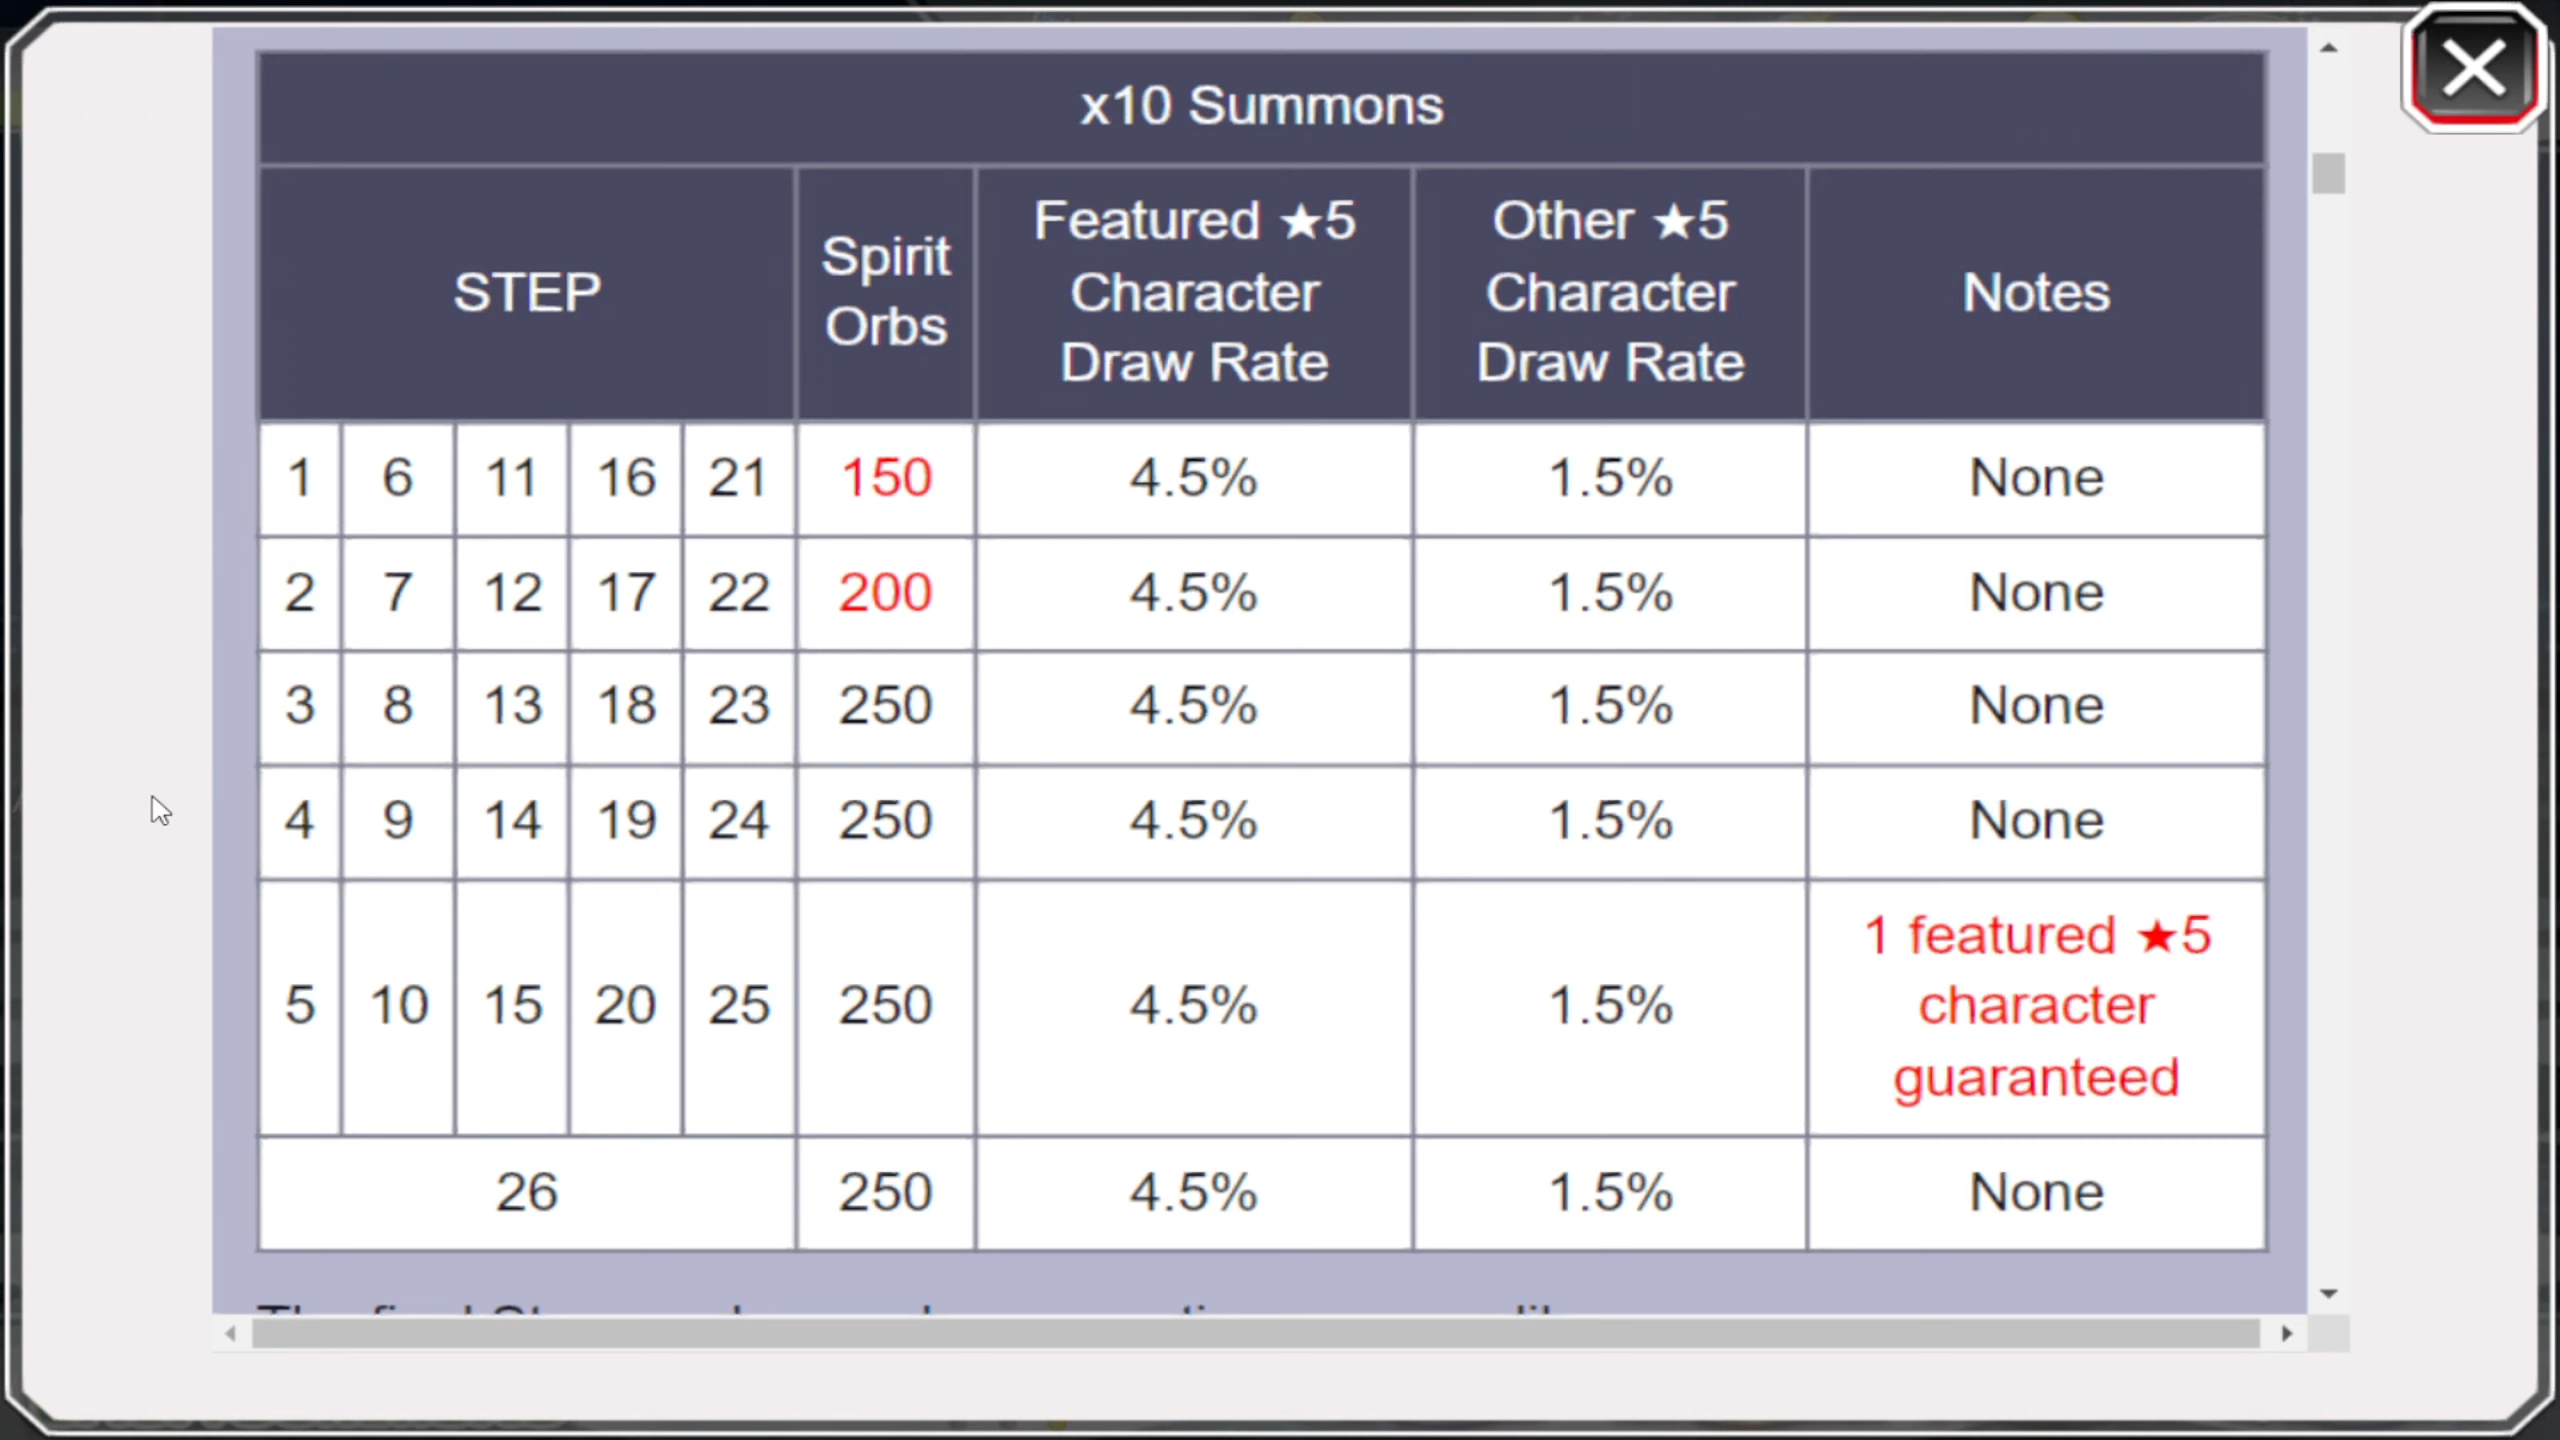 x10 Summons
STEP
Spirit
Orbs
Featured ★5
Character
Draw Rate
Other ★5
Character
Draw Rate
Notes
1 6 11 16 21 150 4.5% 1.5% None
2 7 12 17 22 200 4.5% 1.5% None
3 8 13 18 23 250 4.5% 1.5% None
4 9 14 19 24 250 4.5% 1.5% None
5 10 15 20 25 250 4.5% 1.5%
1 featured ★5
character
guaranteed
26 250 4.5% 1.5% None